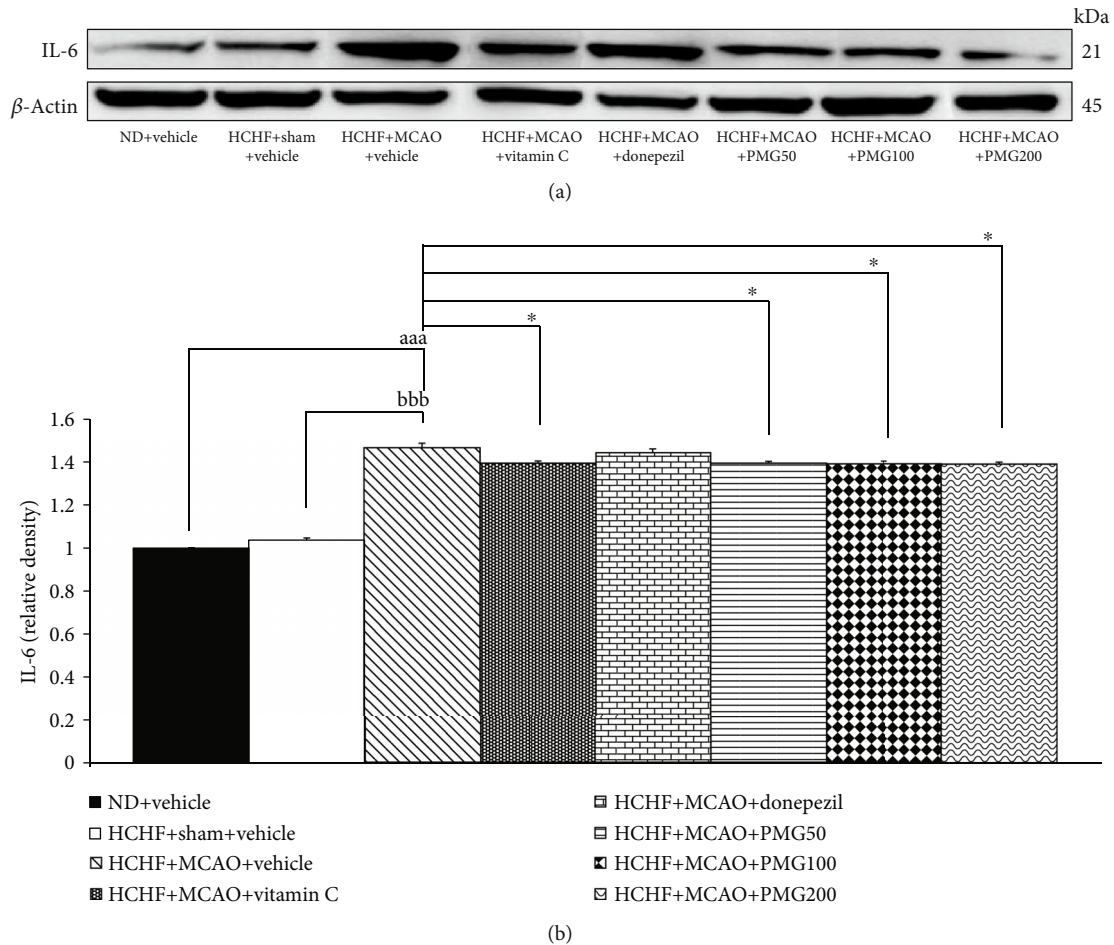 kDa
IL-6
21
β-Actin
45
ND+vehicle
HCHF+sham
+vehicle
HCHF+MCAO
+vehicle
HCHF+MCAO
+vitamin C
HCHF+MCAO
+donepezil
HCHF+MCAO
+PMG50
HCHF+MCAO
+PMG100
HCHF+MCAO
+PMG200
(a)
*
*
*
*
aaa
bbb
1.6
1.4
1.2
1
0.8
0.6
0.4
0.2
0
IL-6 (relative density)
ND+vehicle
HCHF+sham+vehicle
HCHF+MCAO+vehicle
HCHF+MCAO+vitamin C
HCHF+MCAO+donepezil
HCHF+MCAO+PMG50
HCHF+MCAO+PMG100
HCHF+MCAO+PMG200
(b)